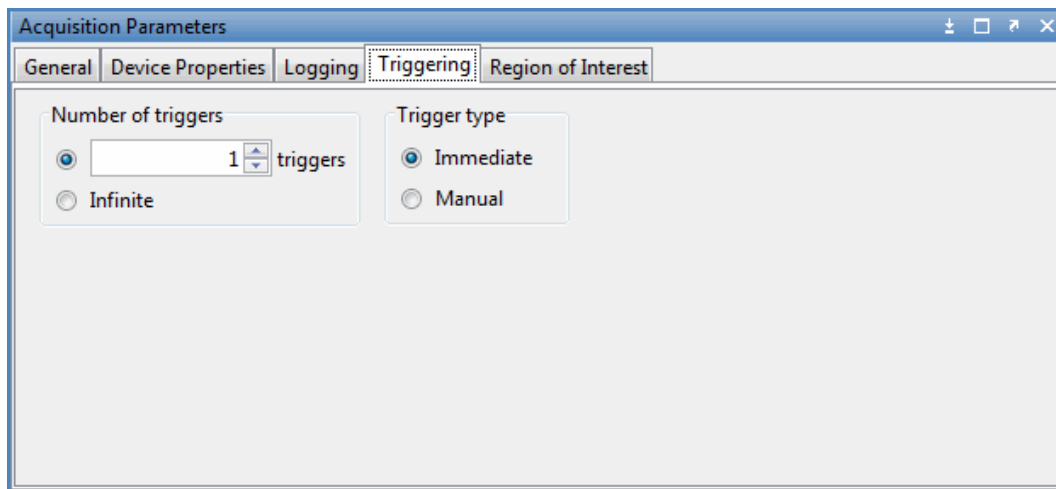 Acquisition Parameters
General Device Properties Logging Triggering Region of Interest
Number of triggers
1 triggers
Infinite
Trigger type
Immediate
Manual